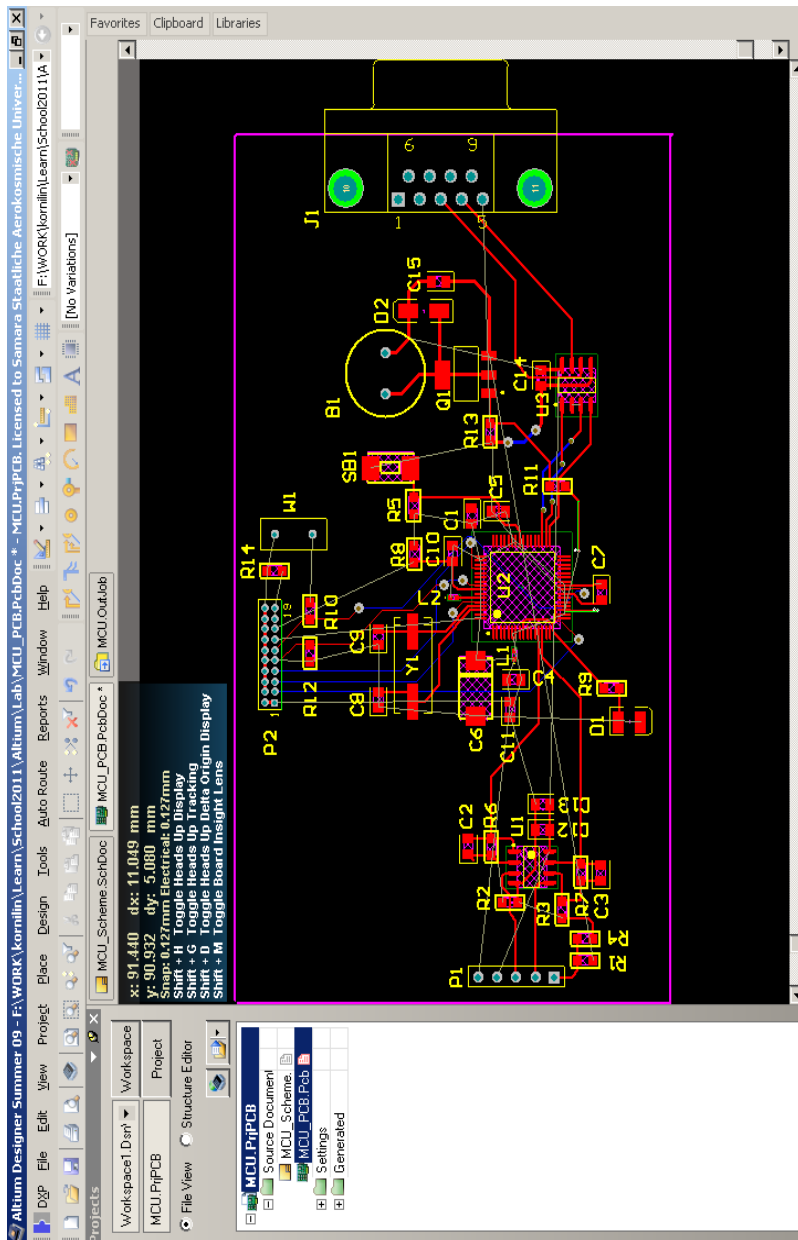 Altium Designer Summer 09 - F:\WORK\kornilin\Learn\School2011\Altium\Lab\MCU_PCB.PcbDoc * - MCU.PrjPCB. Licensed to Samara Staatliche Aerokosmische Univer...
DXP File Edit View Project Place Design Tools Auto Route Reports Window Help
F:\WORK\kornilin\Learn\School2011\A
[No Variations]
Projects
Workspace1.Dsn
Workspace
MCU.PrjPCB
Project
File View
Structure Editor
MCU.PrjPCB
Source Document
MCU_Scheme.
MCU_PCB.Pcb
Settings
Generated
MCU_Scheme.SchDoc
MCU_PCB.PcbDoc *
MCU.OutJob
Favorites
Clipboard
Libraries
x: 91.440 dx: 11.049 mm
y: 90.932 dy: 5.080 mm
Snap: 0.127mm Electrical: 0.127mm
Shift + H Toggle Heads Up Display
Shift + G Toggle Heads Up Tracking
Shift + D Toggle Heads Up Delta Origin Display
Shift + M Toggle Board Insight Lens
P2
1
19
R14
W1
R12
R10
C8
C9
Y1
R8
R5
SB1
B1
D2
C15
J1
10
11
1
5
6
9
Q1
R13
C14
U3
C10
C1
C5
L2
U2
R11
C6
L1
C4
C11
C7
R9
D1
C2
R6
U1
R2
R3
R7
C3
P1